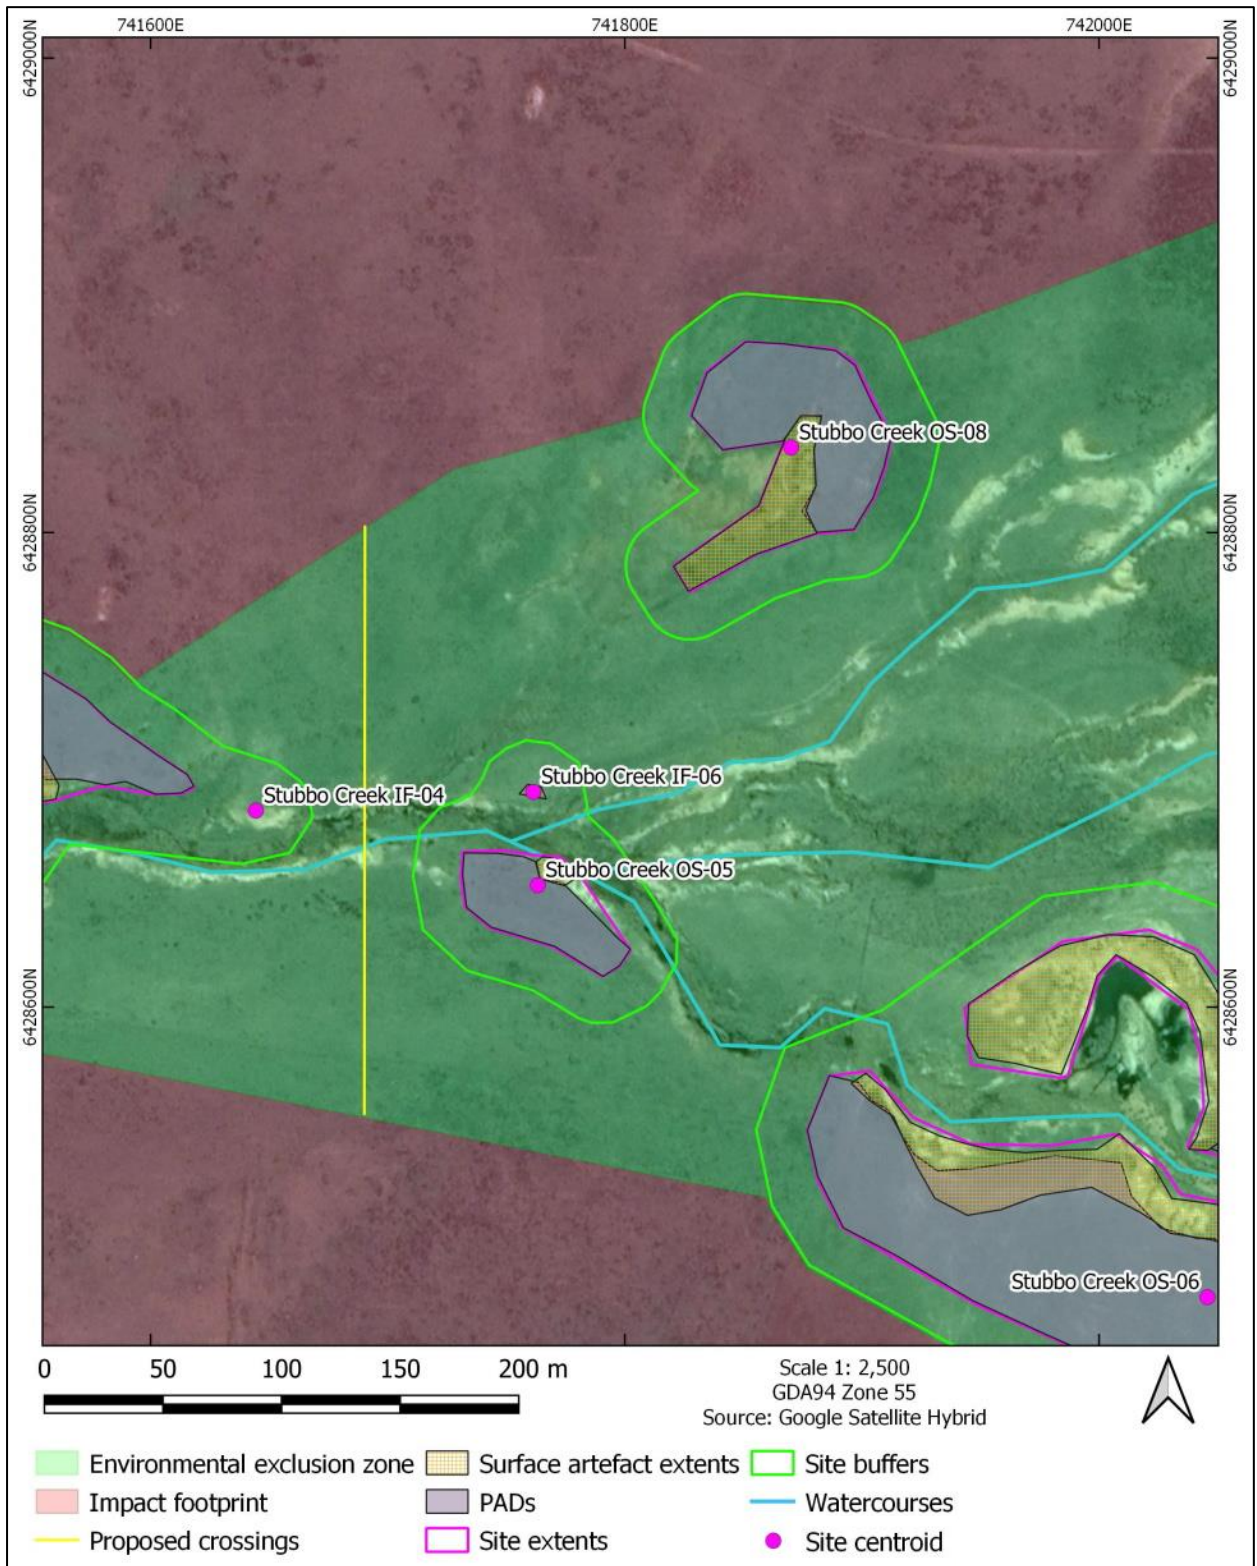 741600E
741800E
742000E
6429000N
6429000N
Stubbo Creek OS-08
6428800N
6428800N
Stubbo Creek IF-06
Stubbo Creek IF-04
Stubbo Creek OS-05
6428600N
6428600N
Stubbo Creek OS-06
0 50 100 150 200 m
Scale 1: 2,500
GDA94 Zone 55
Source: Google Satellite Hybrid
Environmental exclusion zone
Impact footprint
Proposed crossings
Surface artefact extents
PADs
Site extents
Site buffers
Watercourses
Site centroid